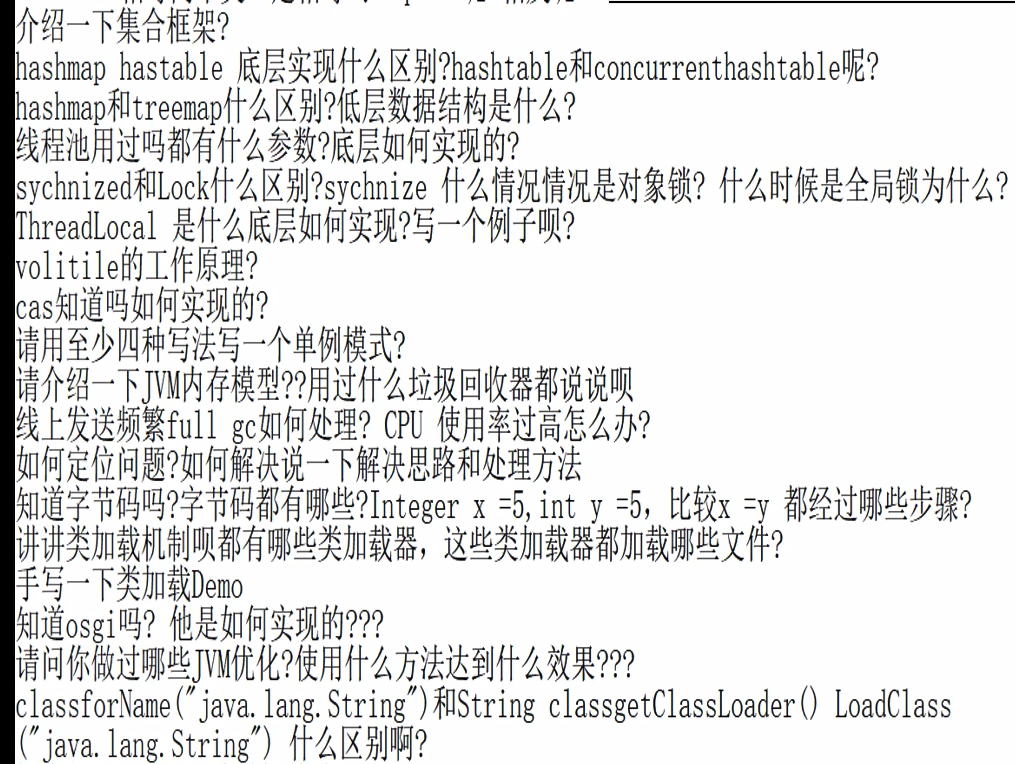 介绍一下集合框架?
hashmap hastable 底层实现什么区别?hashtable和concurrenthashtable呢?
hashmap和treemap什么区别?低层数据结构是什么?
线程池用过吗都有什么参数?底层如何实现的?
sychnized和Lock什么区别?sychnize 什么情况情况是对象锁? 什么时候是全局锁为什么?
ThreadLocal 是什么底层如何实现?写一个例子呗?
volitile的工作原理?
cas知道吗如何实现的?
请用至少四种写法写一个单例模式?
请介绍一下JVM内存模型??用过什么垃圾回收器都说说呗
线上发送频繁full gc如何处理? CPU 使用率过高怎么办?
如何定位问题?如何解决说一下解决思路和处理方法
知道字节码吗?字节码都有哪些?Integer x =5,int y =5，比较x =y 都经过哪些步骤?
讲讲类加载机制呗都有哪些类加载器，这些类加载器都加载哪些文件?
手写一下类加载Demo
知道osgi吗? 他是如何实现的???
请问你做过哪些JVM优化?使用什么方法达到什么效果???
classforName("java.lang.String")和String classgetClassLoader() LoadClass
("java.lang.String") 什么区别啊?